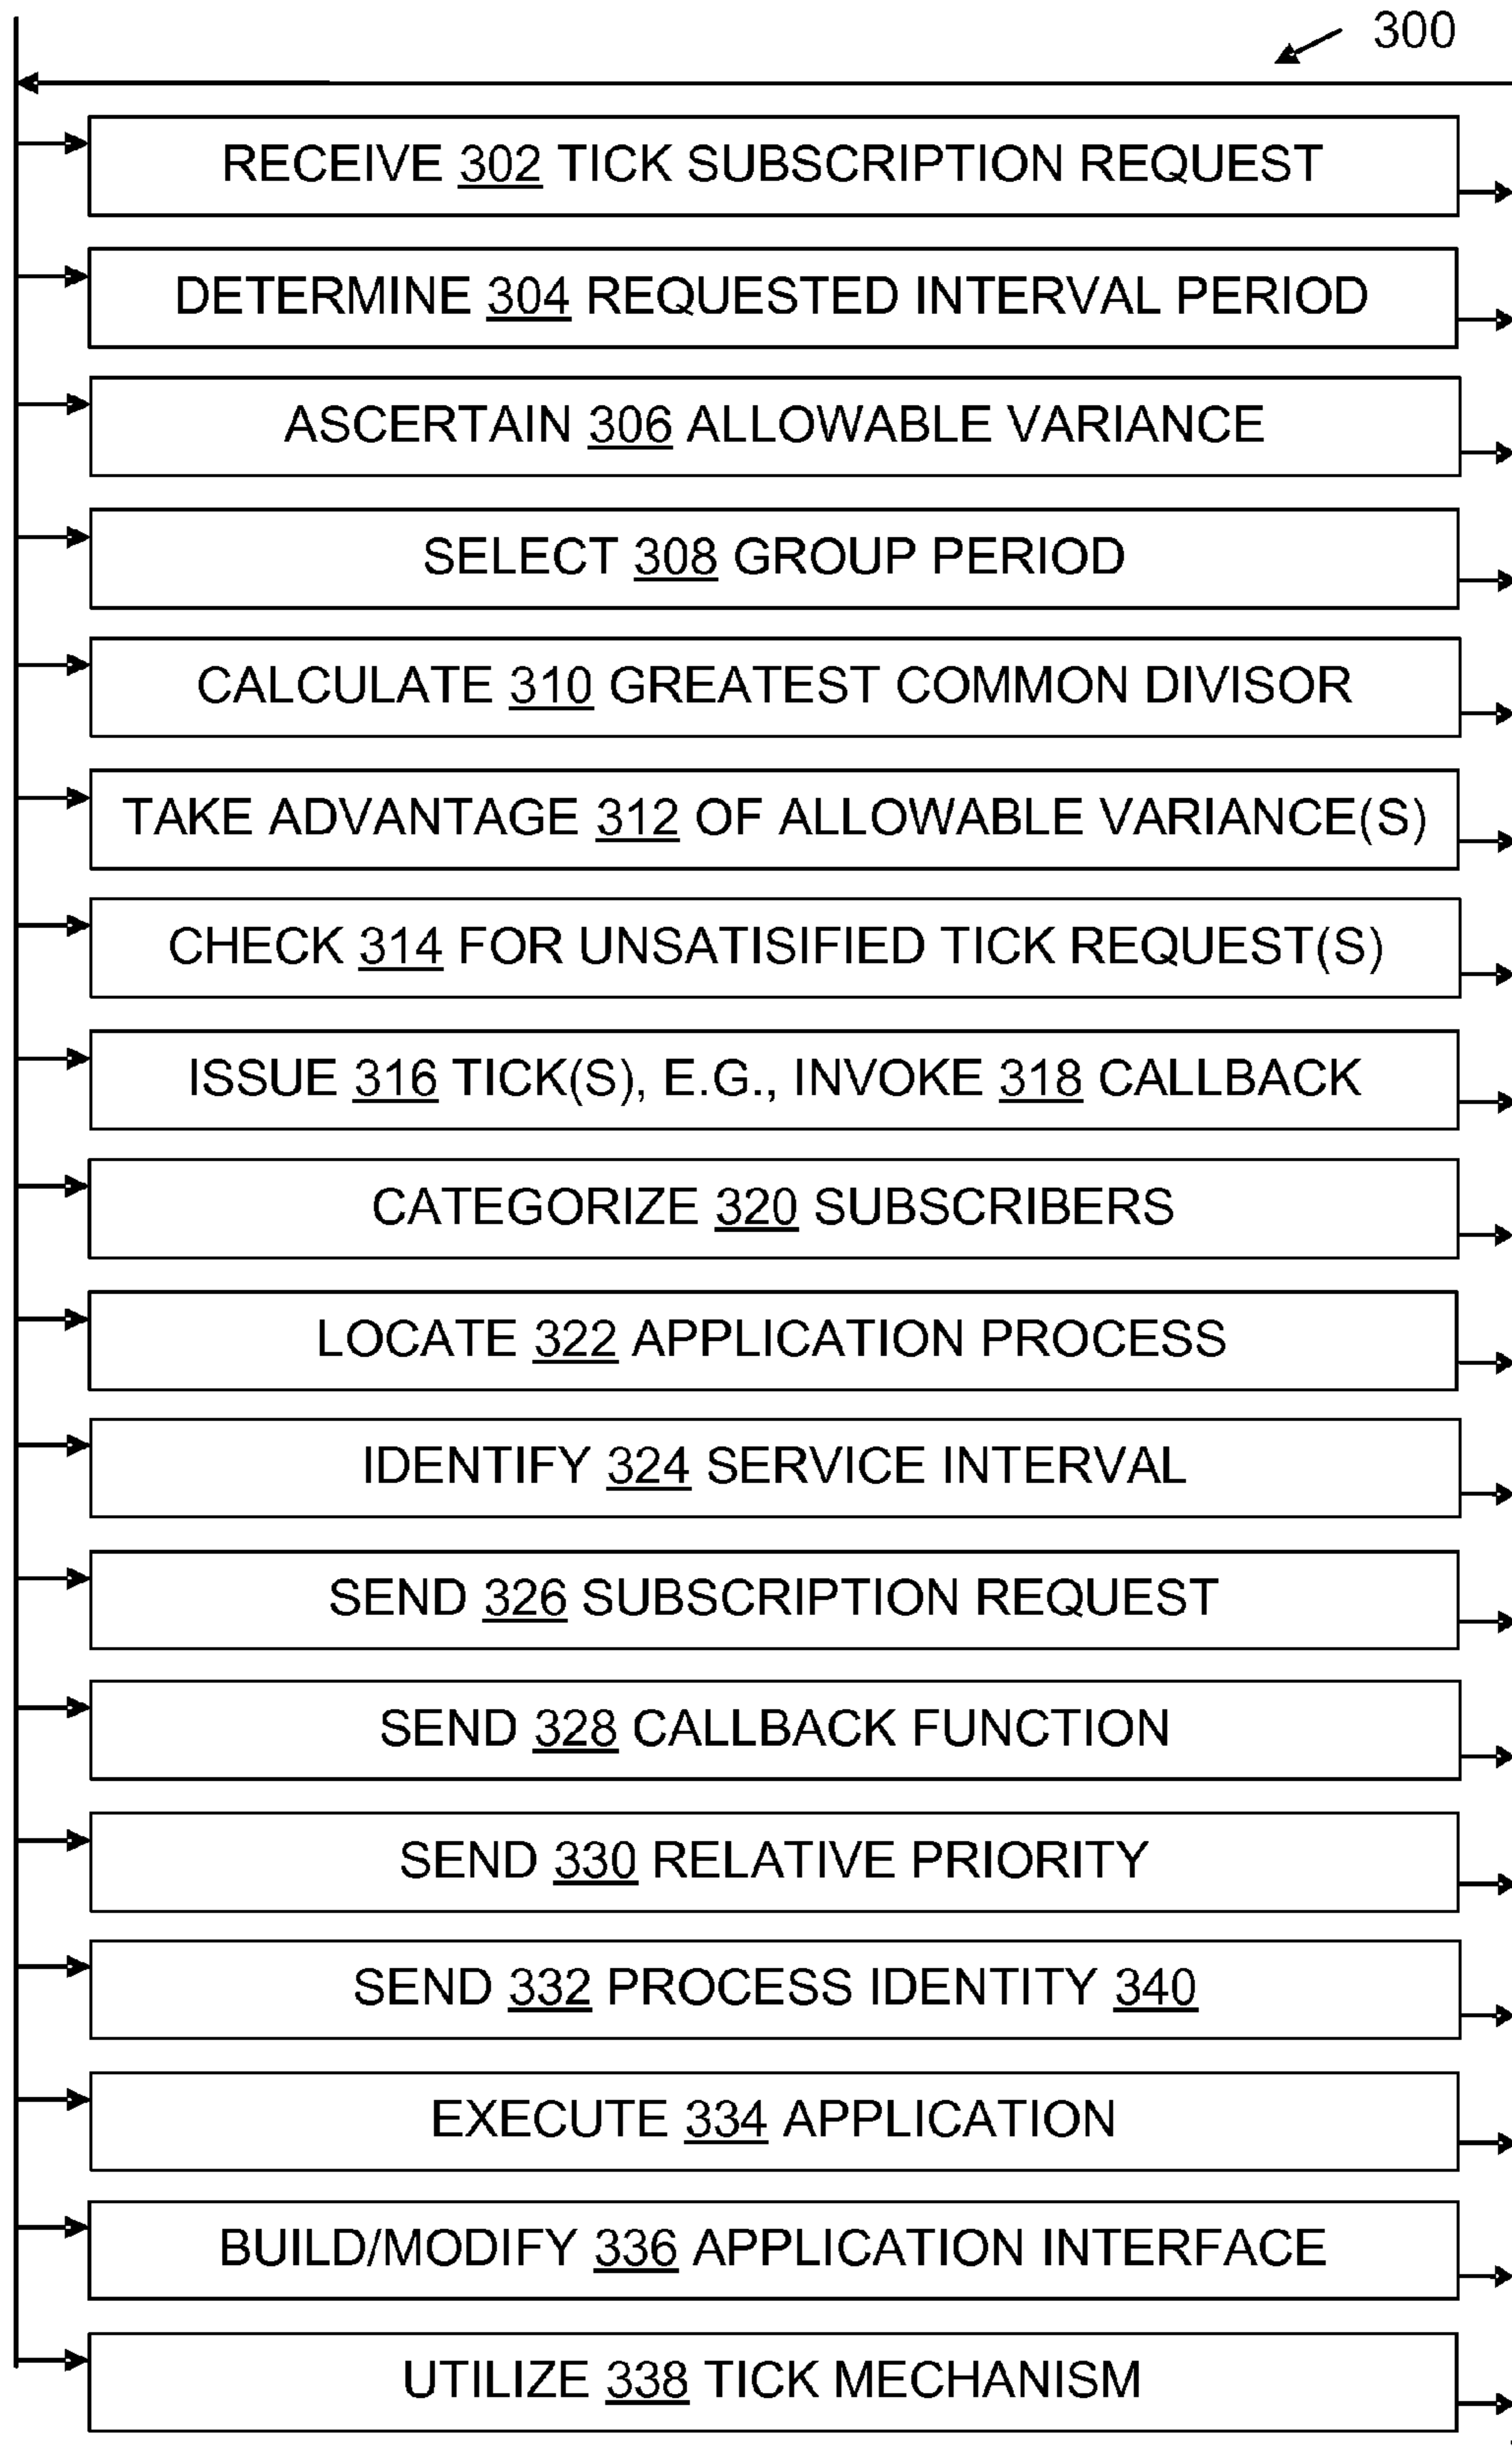 300
RECEIVE 302 TICK SUBSCRIPTION REQUEST
DETERMINE 304 REQUESTED INTERVAL PERIOD
ASCERTAIN 306 ALLOWABLE VARIANCE
SELECT 308 GROUP PERIOD
CALCULATE 310 GREATEST COMMON DIVISOR
TAKE ADVANTAGE 312 OF ALLOWABLE VARIANCE(S)
CHECK 314 FOR UNSATISIFIED TICK REQUEST(S)
ISSUE 316 TICK(S), E.G., INVOKE 318 CALLBACK
CATEGORIZE 320 SUBSCRIBERS
LOCATE 322 APPLICATION PROCESS
IDENTIFY 324 SERVICE INTERVAL
SEND 326 SUBSCRIPTION REQUEST
SEND 328 CALLBACK FUNCTION
SEND 330 RELATIVE PRIORITY
SEND 332 PROCESS IDENTITY 340
EXECUTE 334 APPLICATION
BUILD/MODIFY 336 APPLICATION INTERFACE
UTILIZE 338 TICK MECHANISM